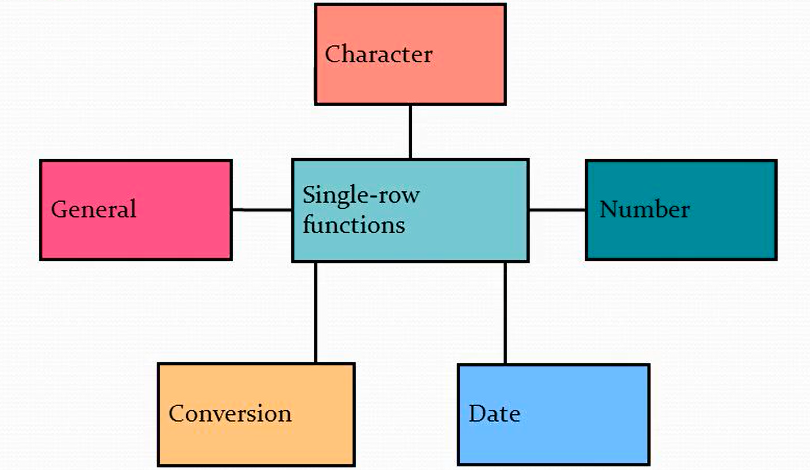 Character
General
Single-row
functions
Number
Conversion
Date